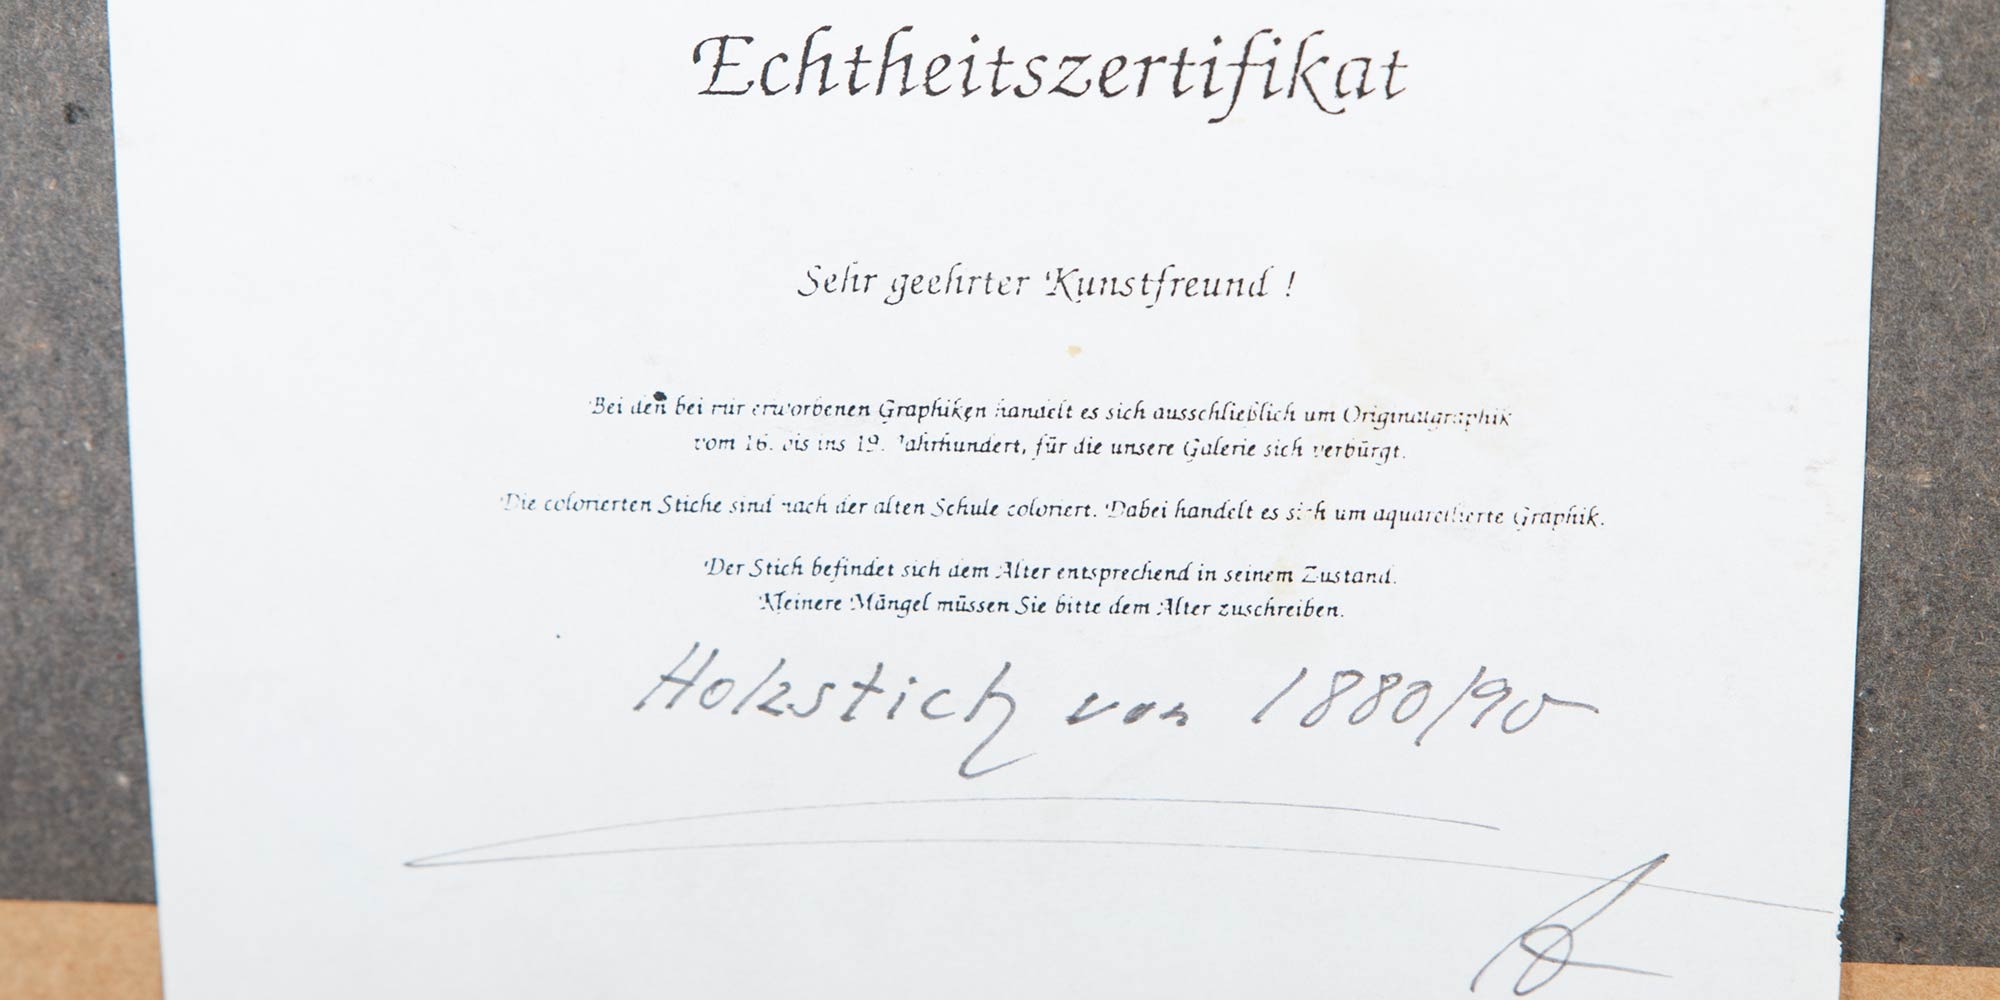 Echtheitszertifikat
Sehr geehrter Kunstfreund !
Bei den bei mir erworbenen Graphiken handelt es sich ausschließlich um Originalgraphik
vom 16. bis ins 19. Jahrhundert, für die unsere Galerie sich verbürgt.
Die colorierten Stiche sind nach der alten Schule coloriert. Dabei handelt es sich um aquarellierte Graphik.
Der Stich befindet sich dem Alter entsprechend in seinem Zustand.
Kleinere Mängel müssen Sie bitte dem Alter zuschreiben.
Holzstich von 1880/90